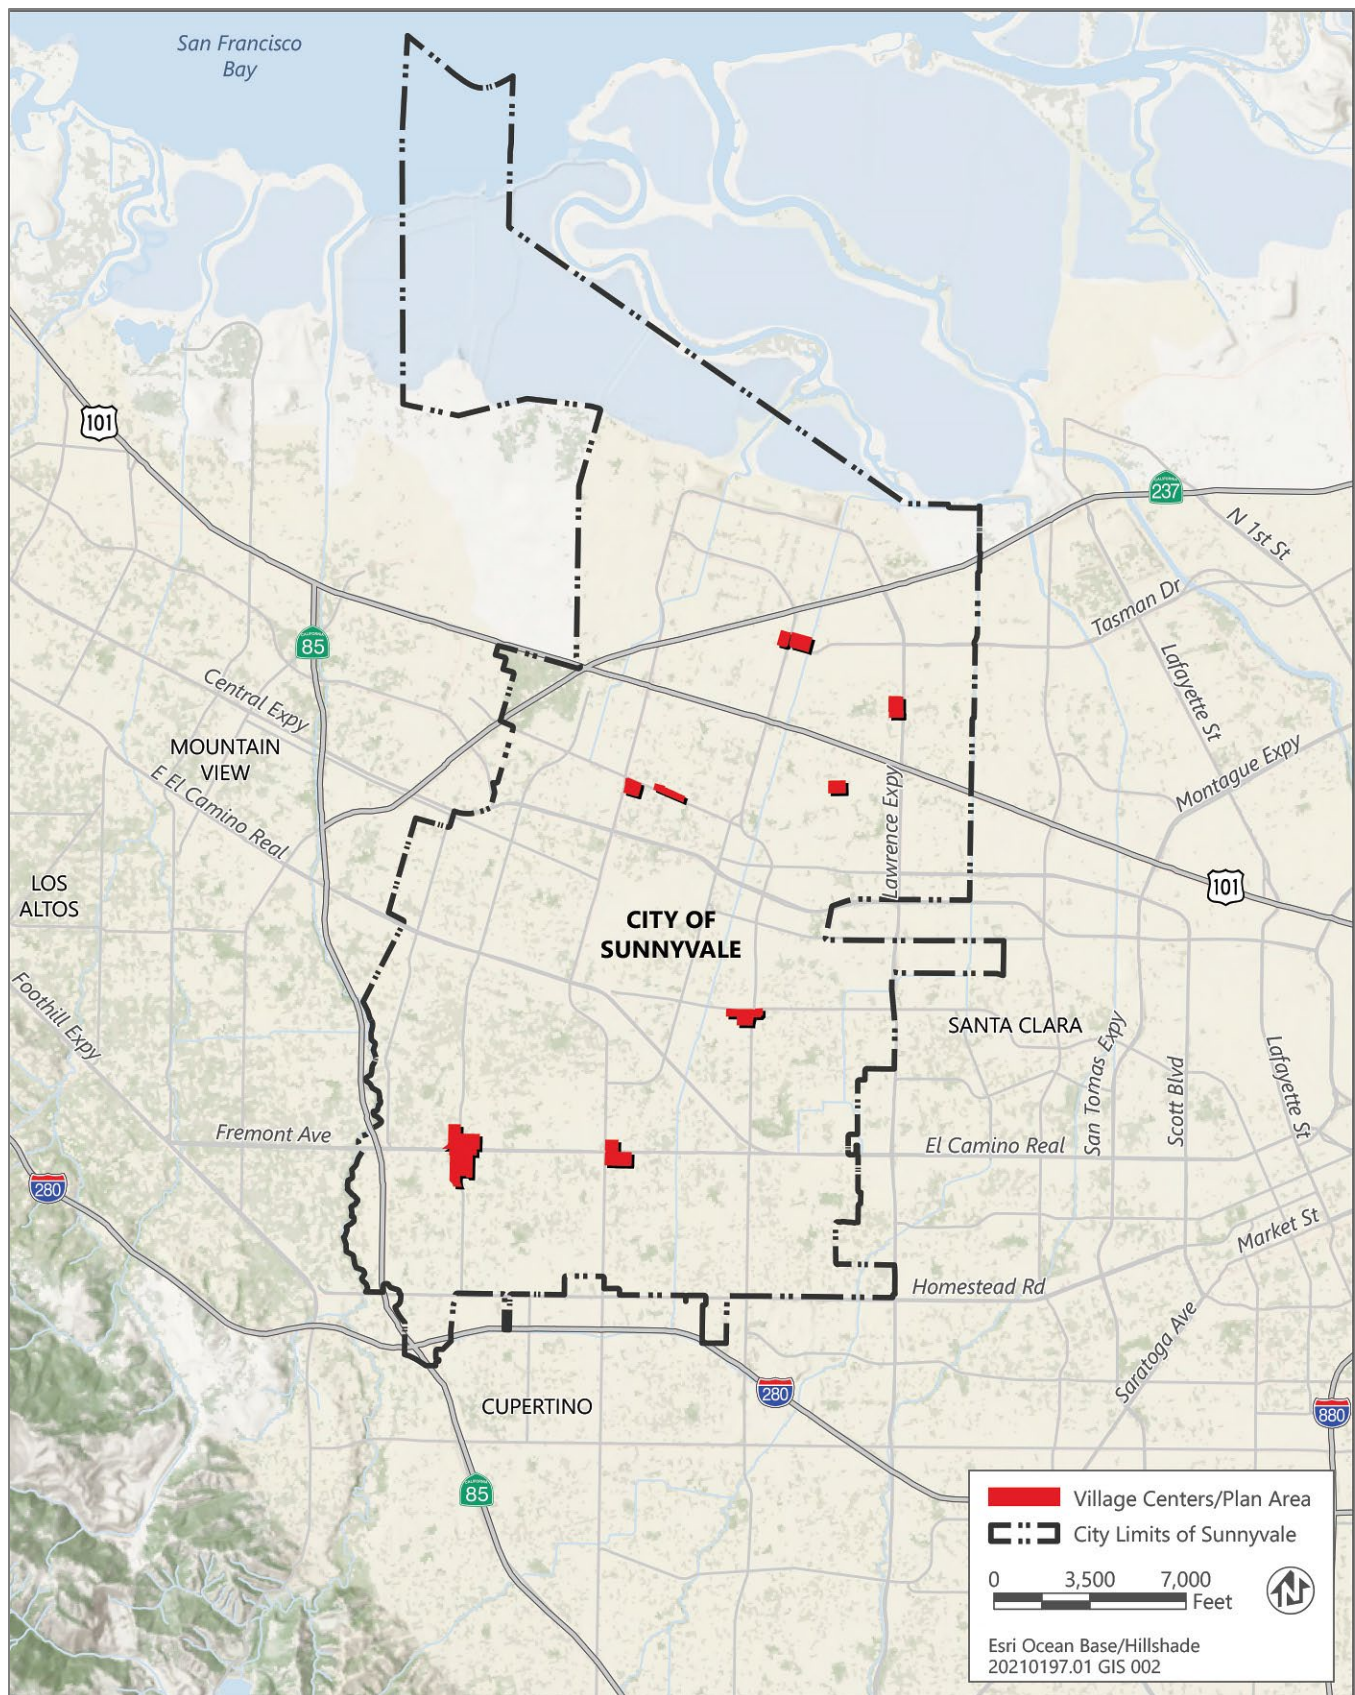 San Francisco
Bay
101
CALIFORNIA
237
N 1st St
Tasman Dr
CALIFORNIA
85
Lafayette St
Central Expy
MOUNTAIN
VIEW
E El Camino Real
Montague Expy
Lawrence Expy
LOS
ALTOS
101
CITY OF
SUNNYVALE
Foothill Expy
SANTA CLARA
San Tomas Expy
Scott Blvd
Lafayette St
Fremont Ave
El Camino Real
280
Market St
Homestead Rd
Saratoga Ave
280
CUPERTINO
880
CALIFORNIA
85
Village Centers/Plan Area
City Limits of Sunnyvale
0 3,500 7,000
Feet
N
Esri Ocean Base/Hillshade
20210197.01 GIS 002